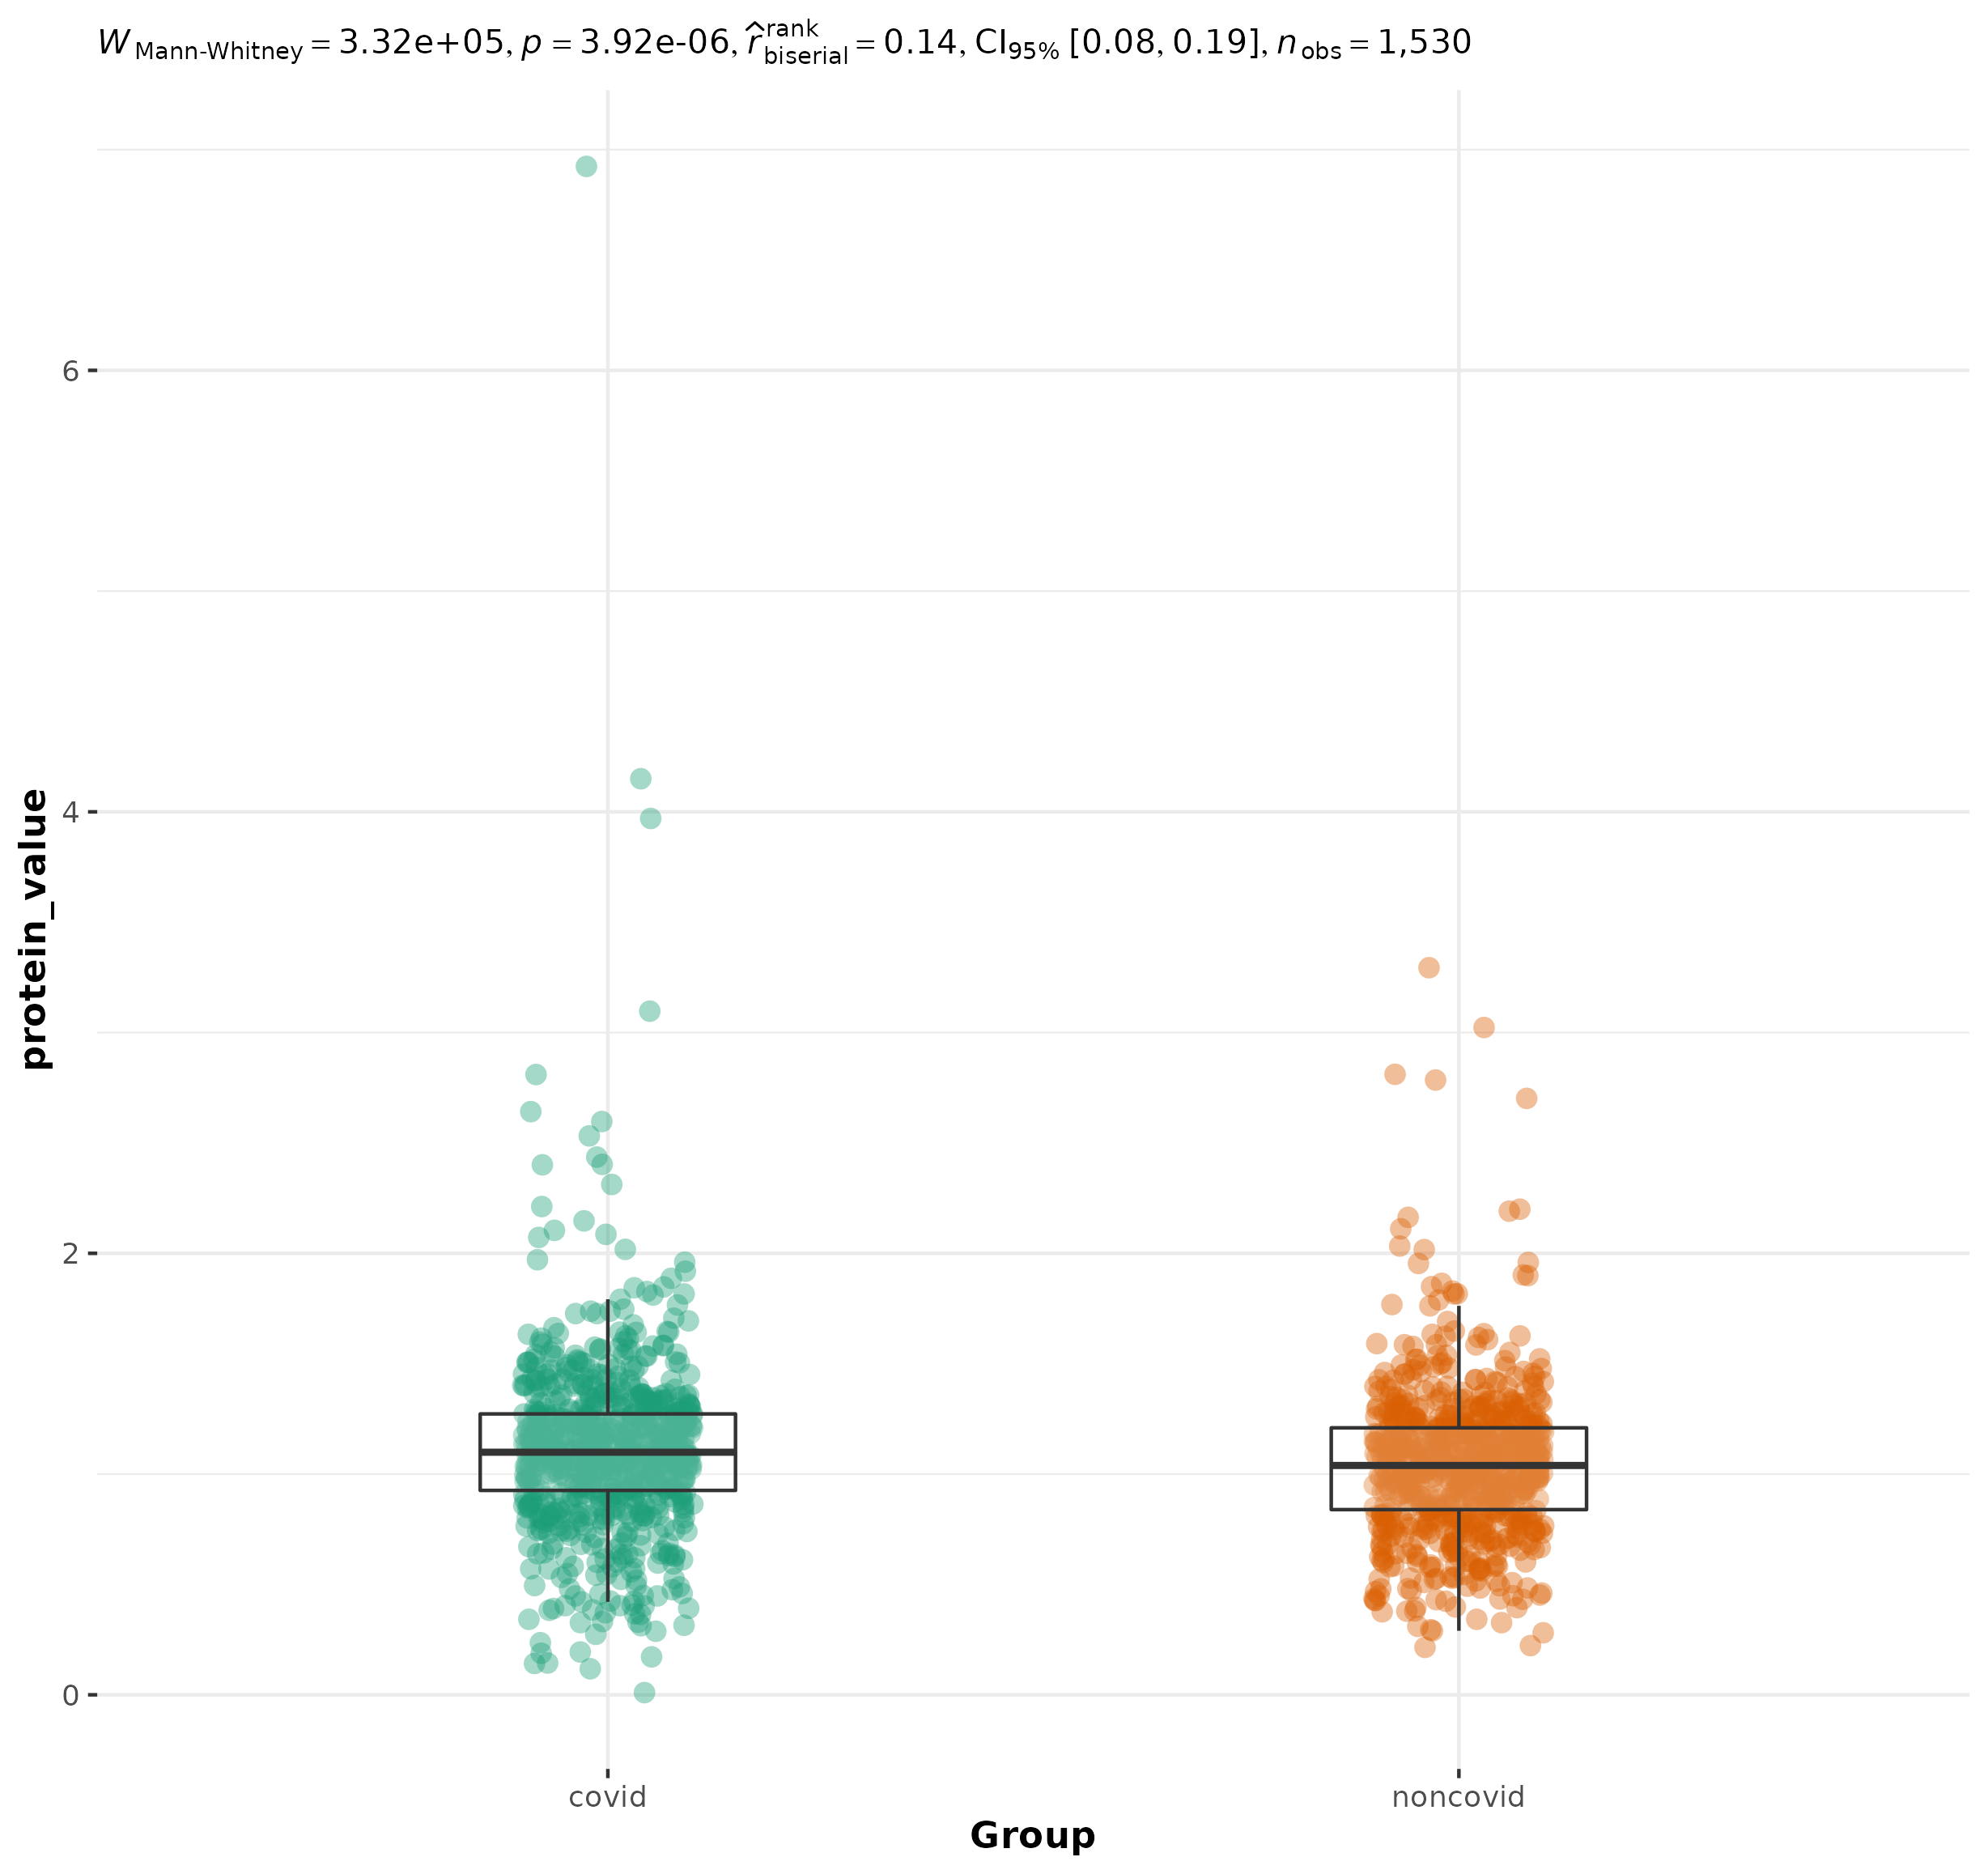 W Mann-Whitney = 3.32e+05, p = 3.92e-06, r̂ rank biserial = 0.14, CI95% [0.08, 0.19], nobs = 1,530
6
4
2
0
protein_value
covid noncovid
Group